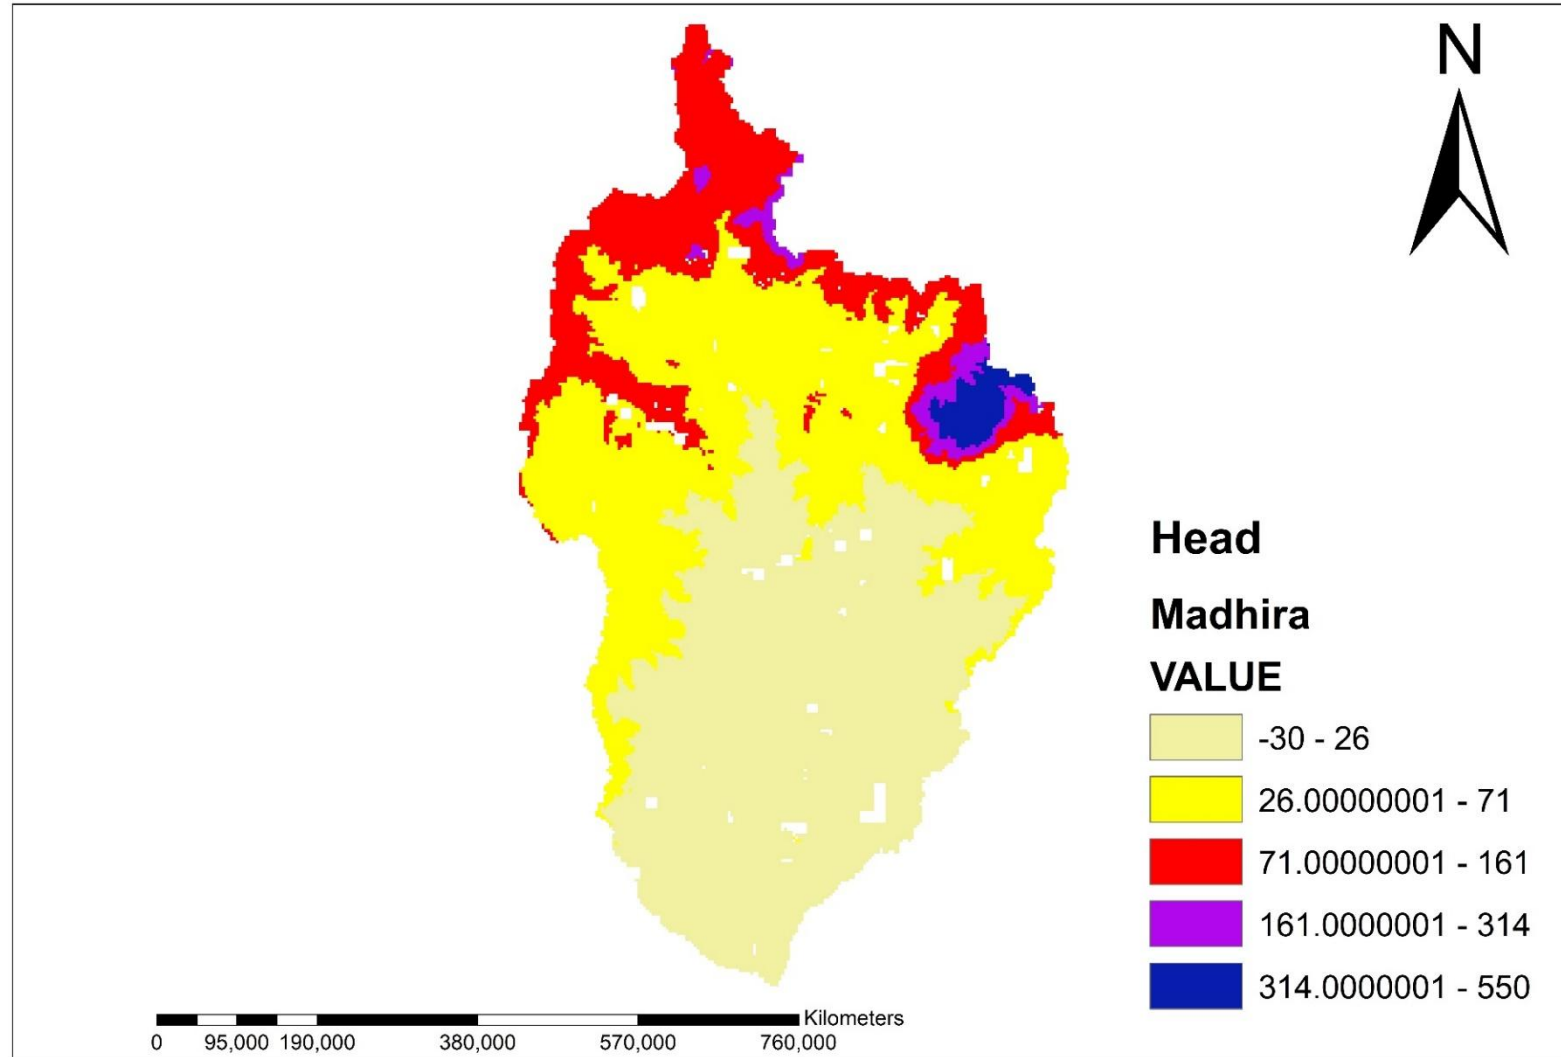 N
Head
Madhira
VALUE
-30 - 26
26.00000001 - 71
71.00000001 - 161
161.0000001 - 314
314.0000001 - 550
Kilometers
0 95,000 190,000 380,000 570,000 760,000